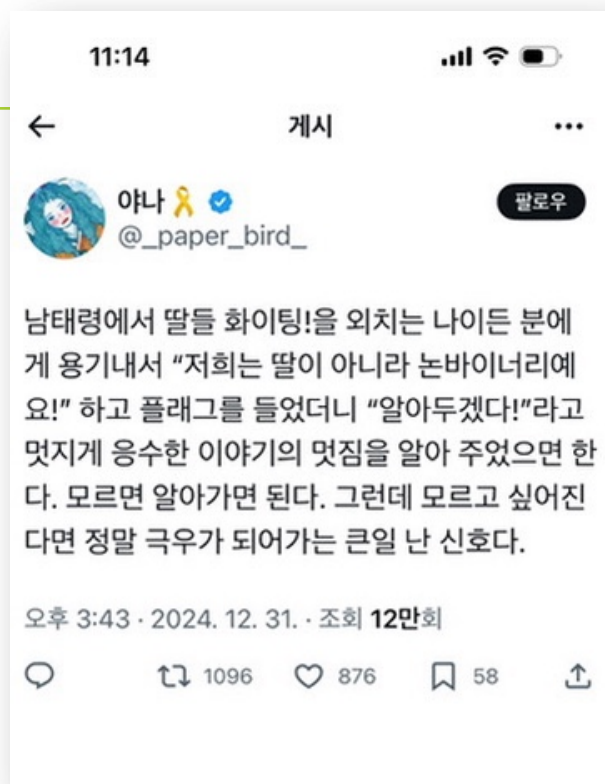 11:14
게시
야나🎗️
팔로우
@_paper_bird_
남태령에서 딸들 화이팅!을 외치는 나이든 분에
게 용기내서 “저희는 딸이 아니라 논바이너리예
요!” 하고 플래그를 들었더니 “알아두겠다!”라고
멋지게 응수한 이야기의 멋짐을 알아 주었으면 한
다. 모르면 알아가면 된다. 그런데 모르고 싶어진
다면 정말 극우가 되어가는 큰일 난 신호다.
오후 3:43 · 2024. 12. 31. · 조회 12만회
1096 876 58